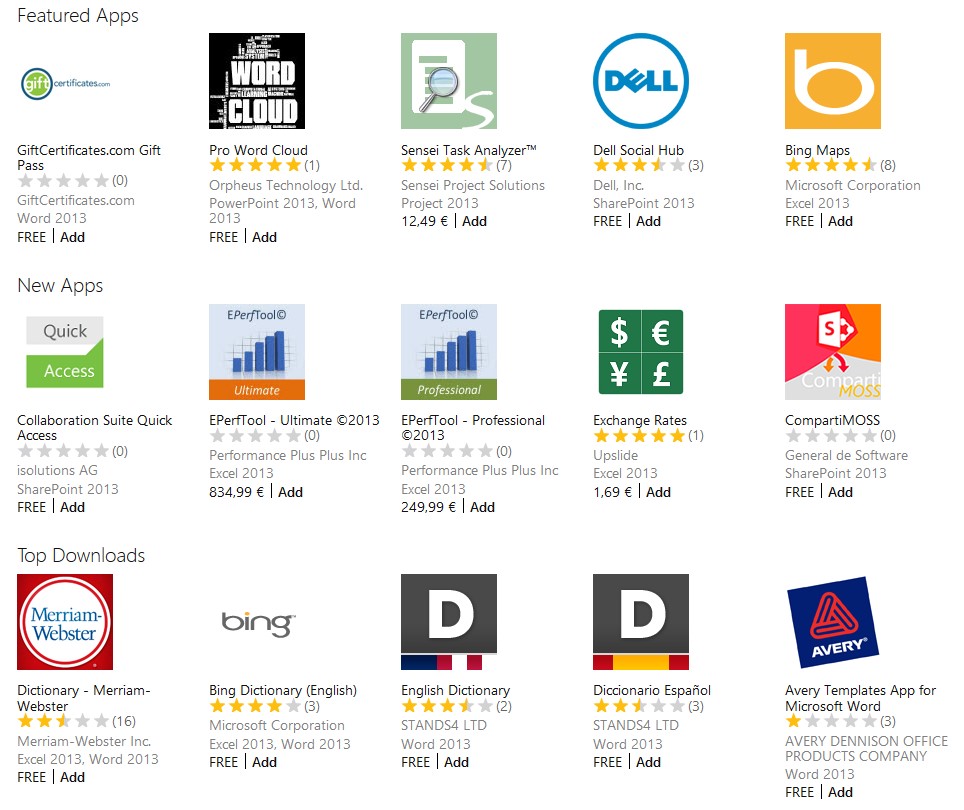 Featured Apps
gift certificates.com
WORD
CLOUD
S
DELL
b
GiftCertificates.com Gift
Pass
(0)
GiftCertificates.com
Word 2013
FREE | Add
Pro Word Cloud
(1)
Orpheus Technology Ltd.
PowerPoint 2013, Word
2013
FREE | Add
Sensei Task Analyzer™
(7)
Sensei Project Solutions
Project 2013
12,49 € | Add
Dell Social Hub
(3)
Dell, Inc.
SharePoint 2013
FREE | Add
Bing Maps
(8)
Microsoft Corporation
Excel 2013
FREE | Add
New Apps
Quick
Access
EPerfTool©
Ultimate
EPerfTool©
Professional
$ €
¥ £
S
Comparti
MOSS
Collaboration Suite Quick
Access
(0)
isolutions AG
SharePoint 2013
FREE | Add
EPerfTool - Ultimate ©2013
(0)
Performance Plus Plus Inc
Excel 2013
834,99 € | Add
EPerfTool - Professional
©2013
(0)
Performance Plus Plus Inc
Excel 2013
249,99 € | Add
Exchange Rates
(1)
Upslide
Excel 2013
1,69 € | Add
CompartiMOSS
(0)
General de Software
SharePoint 2013
FREE | Add
Top Downloads
Merriam-
Webster
bing™
D
D
AVERY
Dictionary - Merriam-
Webster
(16)
Merriam-Webster Inc.
Excel 2013, Word 2013
FREE | Add
Bing Dictionary (English)
(3)
Microsoft Corporation
Excel 2013, Word 2013
FREE | Add
English Dictionary
(2)
STANDS4 LTD
Word 2013
FREE | Add
Diccionario Español
(3)
STANDS4 LTD
Word 2013
FREE | Add
Avery Templates App for
Microsoft Word
(3)
AVERY DENNISON OFFICE
PRODUCTS COMPANY
Word 2013
FREE | Add